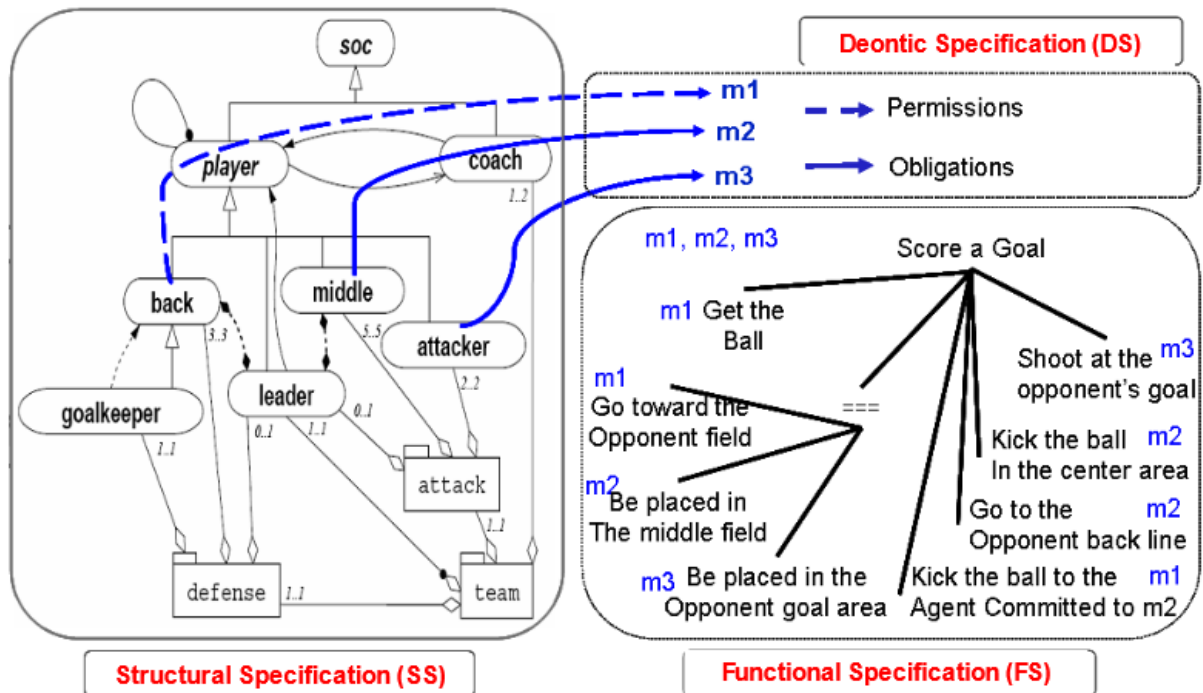 soc
player
coach
1..2
back
middle
attacker
3..3
5..5
2..2
goalkeeper
leader
0..1
1..1
0..1
1..1
attack
1..1
defense
1..1
team
Structural Specification (SS)
Deontic Specification (DS)
m1
Permissions
m2
m3
Obligations
m1, m2, m3
Score a Goal
m1 Get the
Ball
Shoot at the m3
opponent's goal
m1
Go toward the
Opponent field
===
Kick the ball m2
In the center area
m2
Be placed in
The middle field
Go to the m2
Opponent back line
m3 Be placed in the
Opponent goal area
Kick the ball to the m1
Agent Committed to m2
Functional Specification (FS)